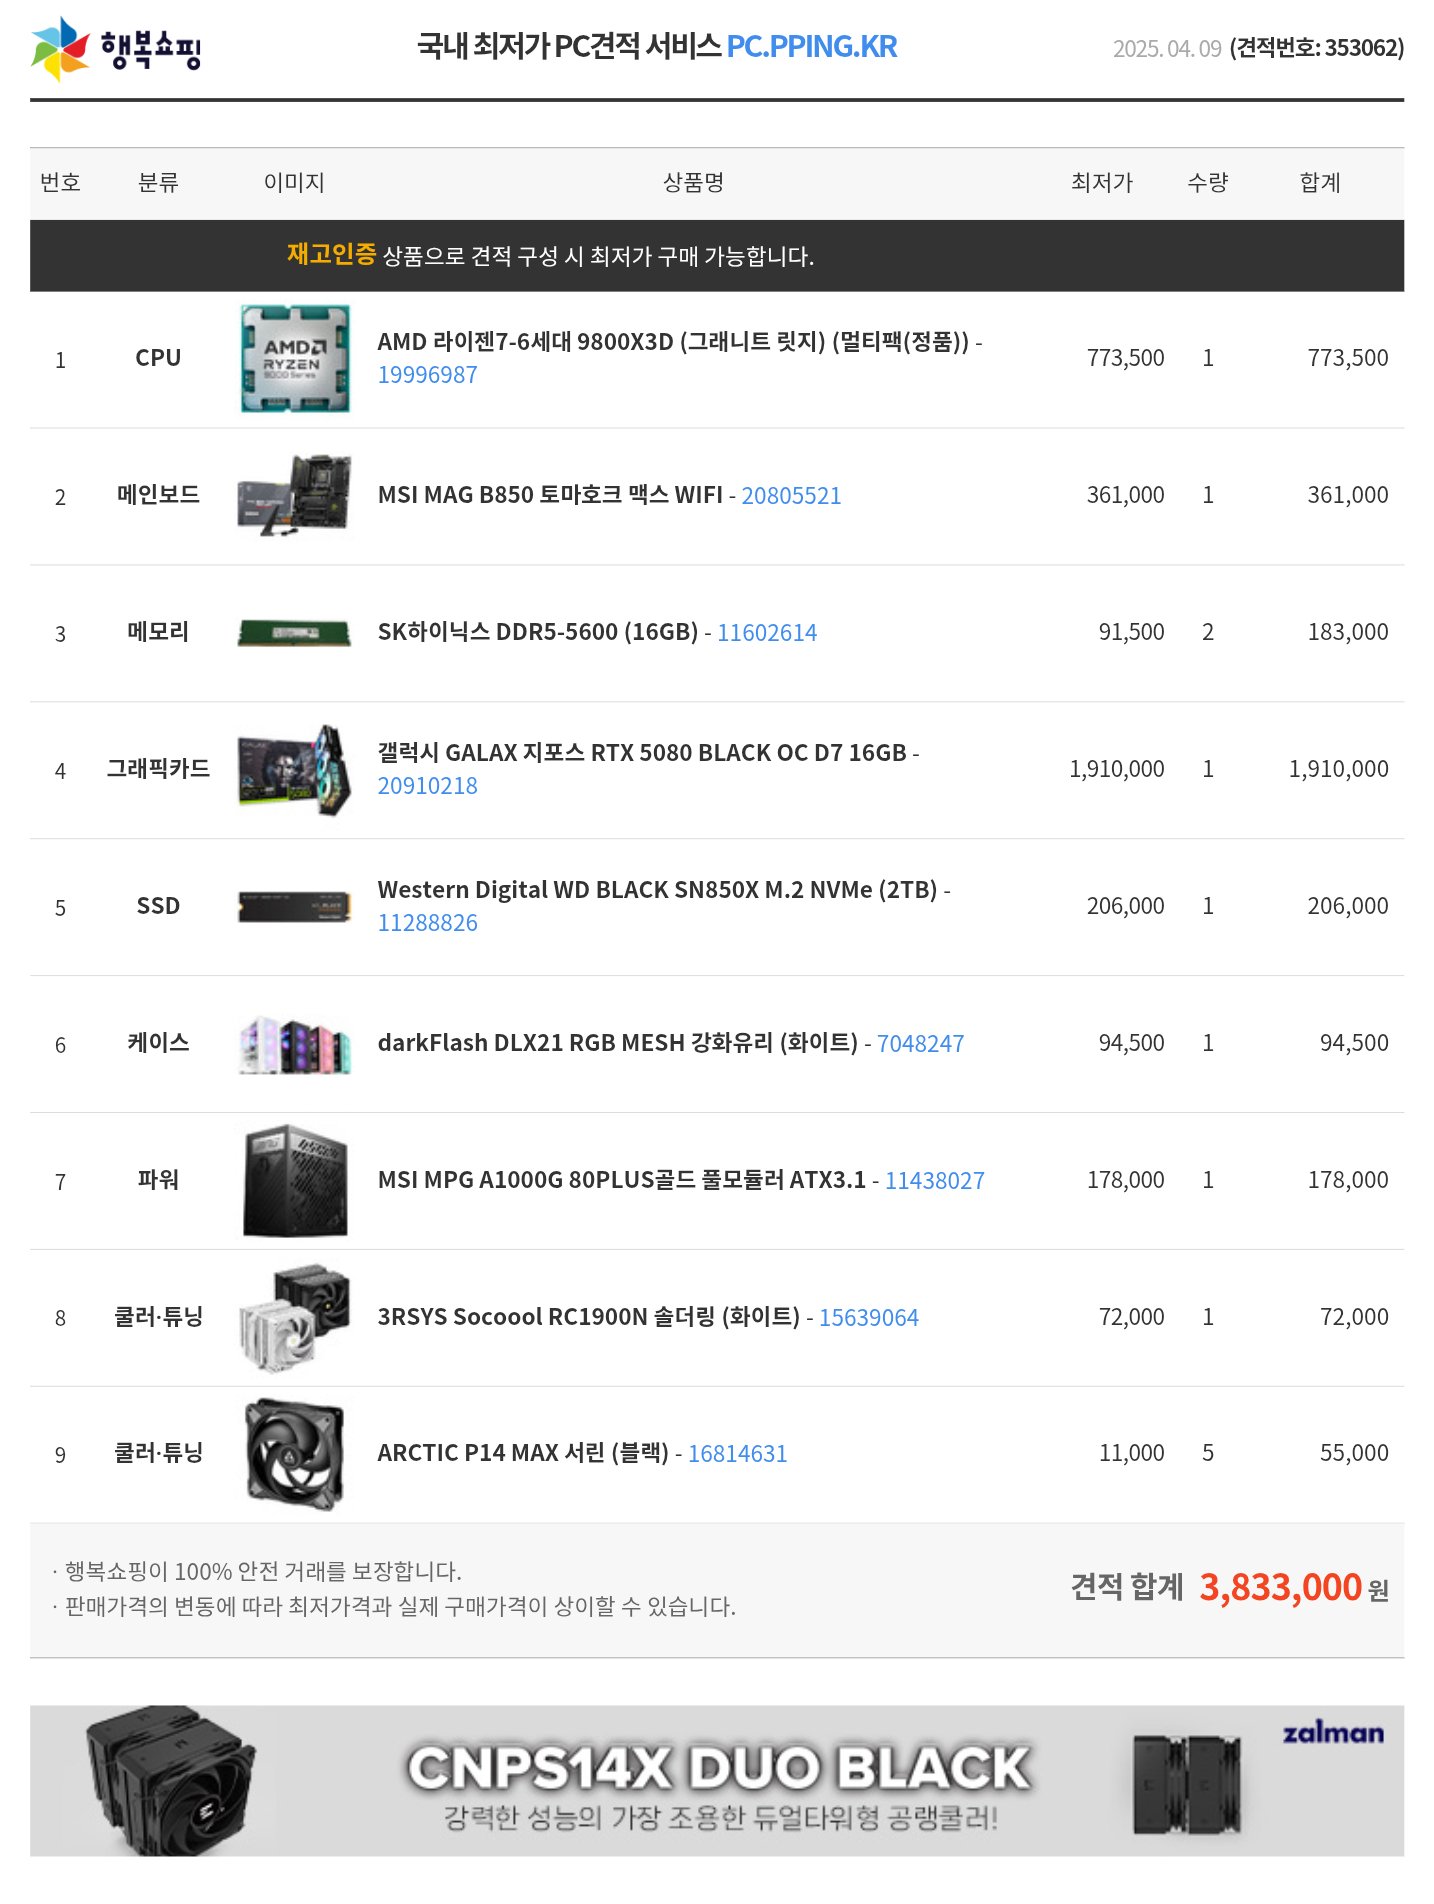 행복쇼핑
국내 최저가 PC견적 서비스 PC.PPING.KR
2025. 04. 09 (견적번호: 353062)
번호 분류 이미지 상품명 최저가 수량 합계
재고인증 상품으로 견적 구성 시 최저가 구매 가능합니다.
1 CPU AMD 라이젠7-6세대 9800X3D (그래니트 릿지) (멀티팩(정품)) - 773,500 1 773,500
19996987
AMD
RYZEN
9000 Series
2 메인보드 MSI MAG B850 토마호크 맥스 WIFI - 20805521 361,000 1 361,000
3 메모리 SK하이닉스 DDR5-5600 (16GB) - 11602614 91,500 2 183,000
4 그래픽카드 갤럭시 GALAX 지포스 RTX 5080 BLACK OC D7 16GB - 1,910,000 1 1,910,000
20910218
5 SSD Western Digital WD BLACK SN850X M.2 NVMe (2TB) - 206,000 1 206,000
11288826
6 케이스 darkFlash DLX21 RGB MESH 강화유리 (화이트) - 7048247 94,500 1 94,500
7 파워 MSI MPG A1000G 80PLUS골드 풀모듈러 ATX3.1 - 11438027 178,000 1 178,000
8 쿨러·튜닝 3RSYS Socoool RC1900N 솔더링 (화이트) - 15639064 72,000 1 72,000
9 쿨러·튜닝 ARCTIC P14 MAX 서린 (블랙) - 16814631 11,000 5 55,000
· 행복쇼핑이 100% 안전 거래를 보장합니다.
· 판매가격의 변동에 따라 최저가격과 실제 구매가격이 상이할 수 있습니다.
견적 합계 3,833,000 원
zalman
CNPS14X DUO BLACK
강력한 성능의 가장 조용한 듀얼타워형 공랭쿨러!